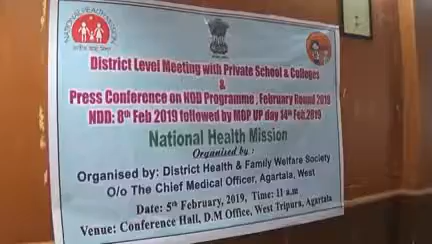 NATIONAL HEALTH MISSION
District Level Meeting with Private School & Colleges
&
Press Conference on NDD Programme , February Round 2019
NDD: 8th Feb 2019 followed by MOP UP day 14th Feb 2019
National Health Mission
Organised by :
Organised by: District Health & Family Welfare Society
O/o The Chief Medical Officer, Agartala, West
Date: 5th February, 2019, Time: 11 a.m
Venue: Conference Hall, D.M Office, West Tripura, Agartala